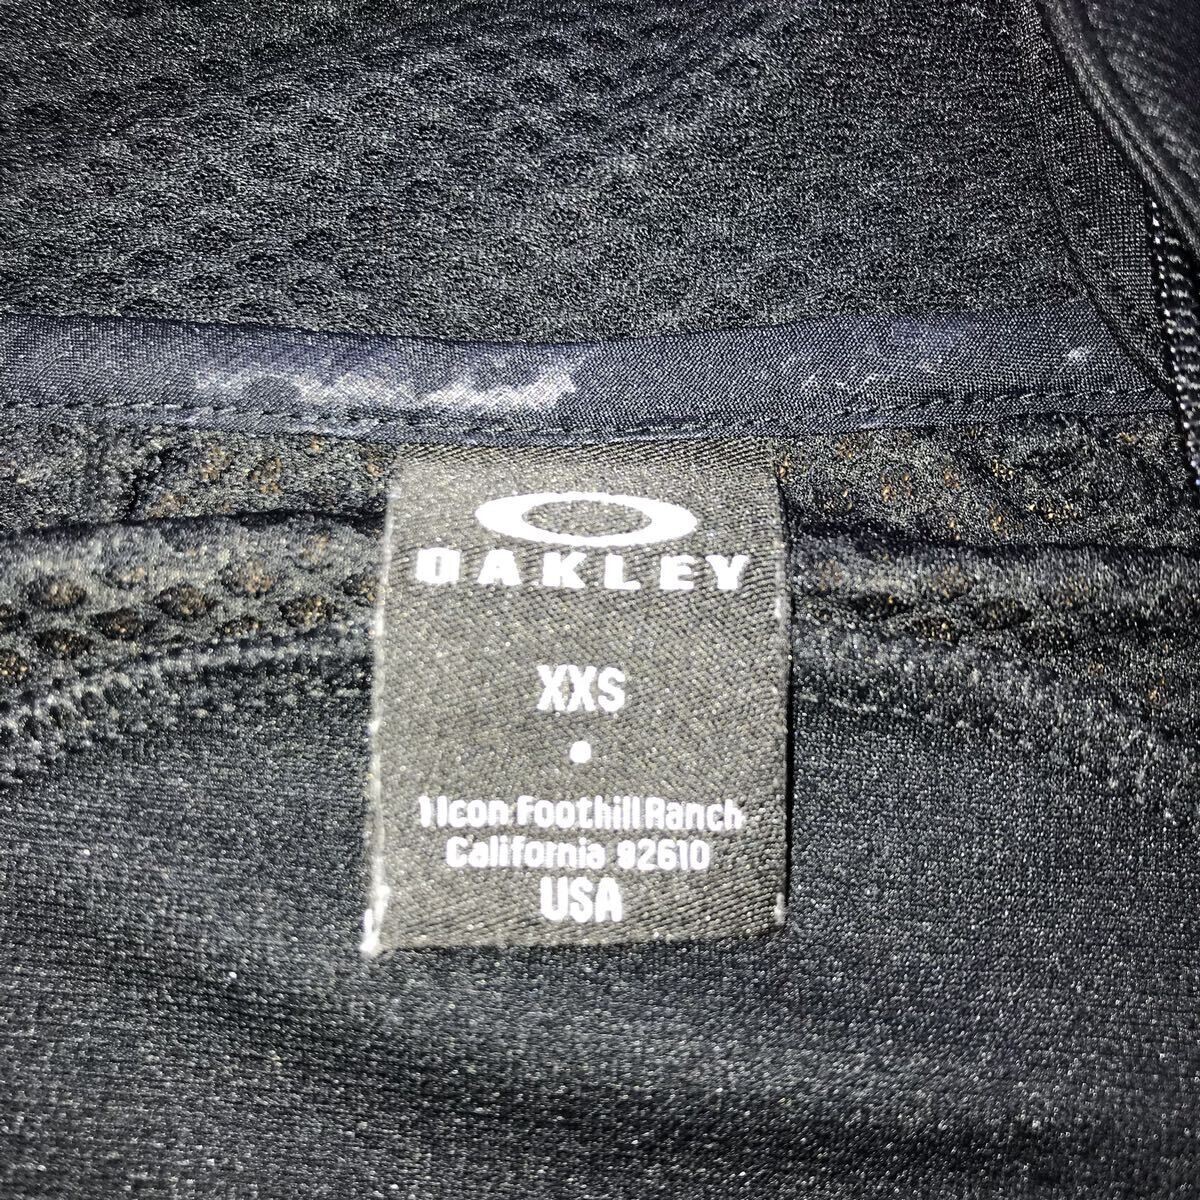 OAKLEY
XXS
1 Icon Foothill Ranch
California 92610
USA